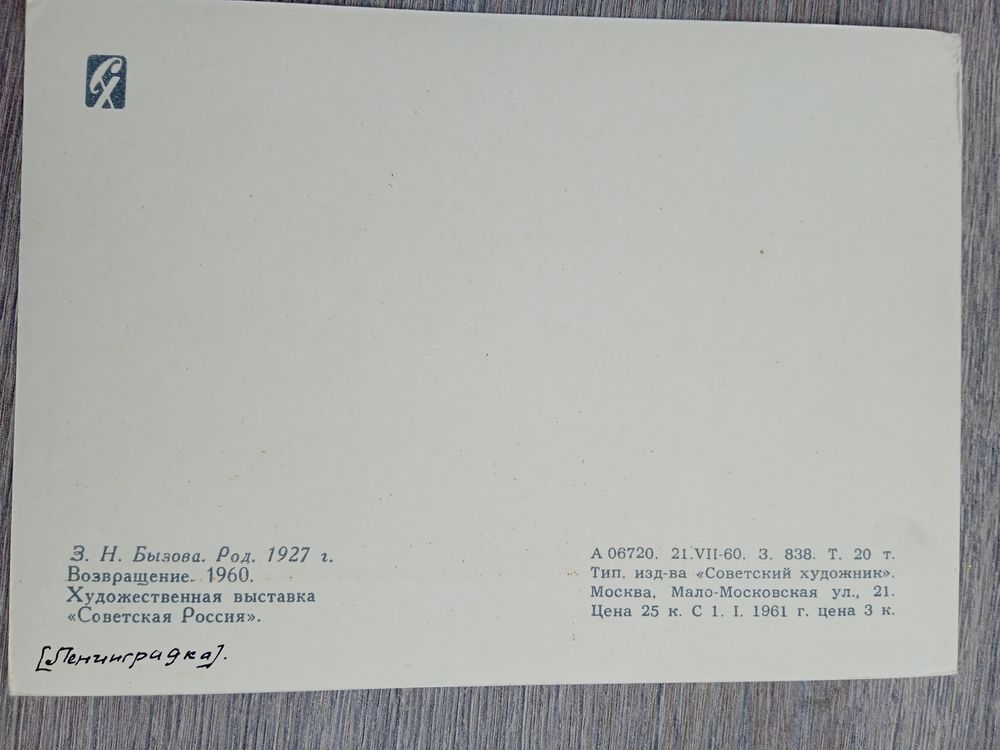 СХ
З. Н. Бызова. Род. 1927 г.
Возвращение. 1960.
Художественная выставка
«Советская Россия».
[Ленинградка].
А 06720. 21.VII-60. З. 838. Т. 20 т.
Тип. изд-ва «Советский художник».
Москва, Мало-Московская ул., 21.
Цена 25 к. С 1. I. 1961 г. цена 3 к.